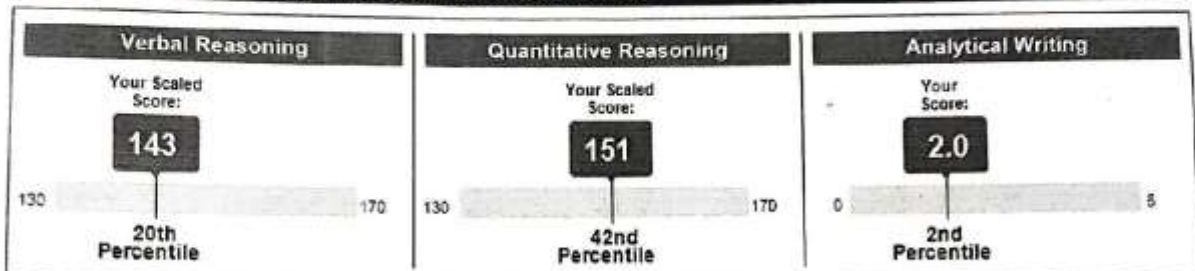 Verbal Reasoning
Your Scaled
Score:
143
130
170
20th
Percentile
Quantitative Reasoning
Your Scaled
Score:
151
130
170
42nd
Percentile
Analytical Writing
Your
Score:
2.0
0
6
2nd
Percentile